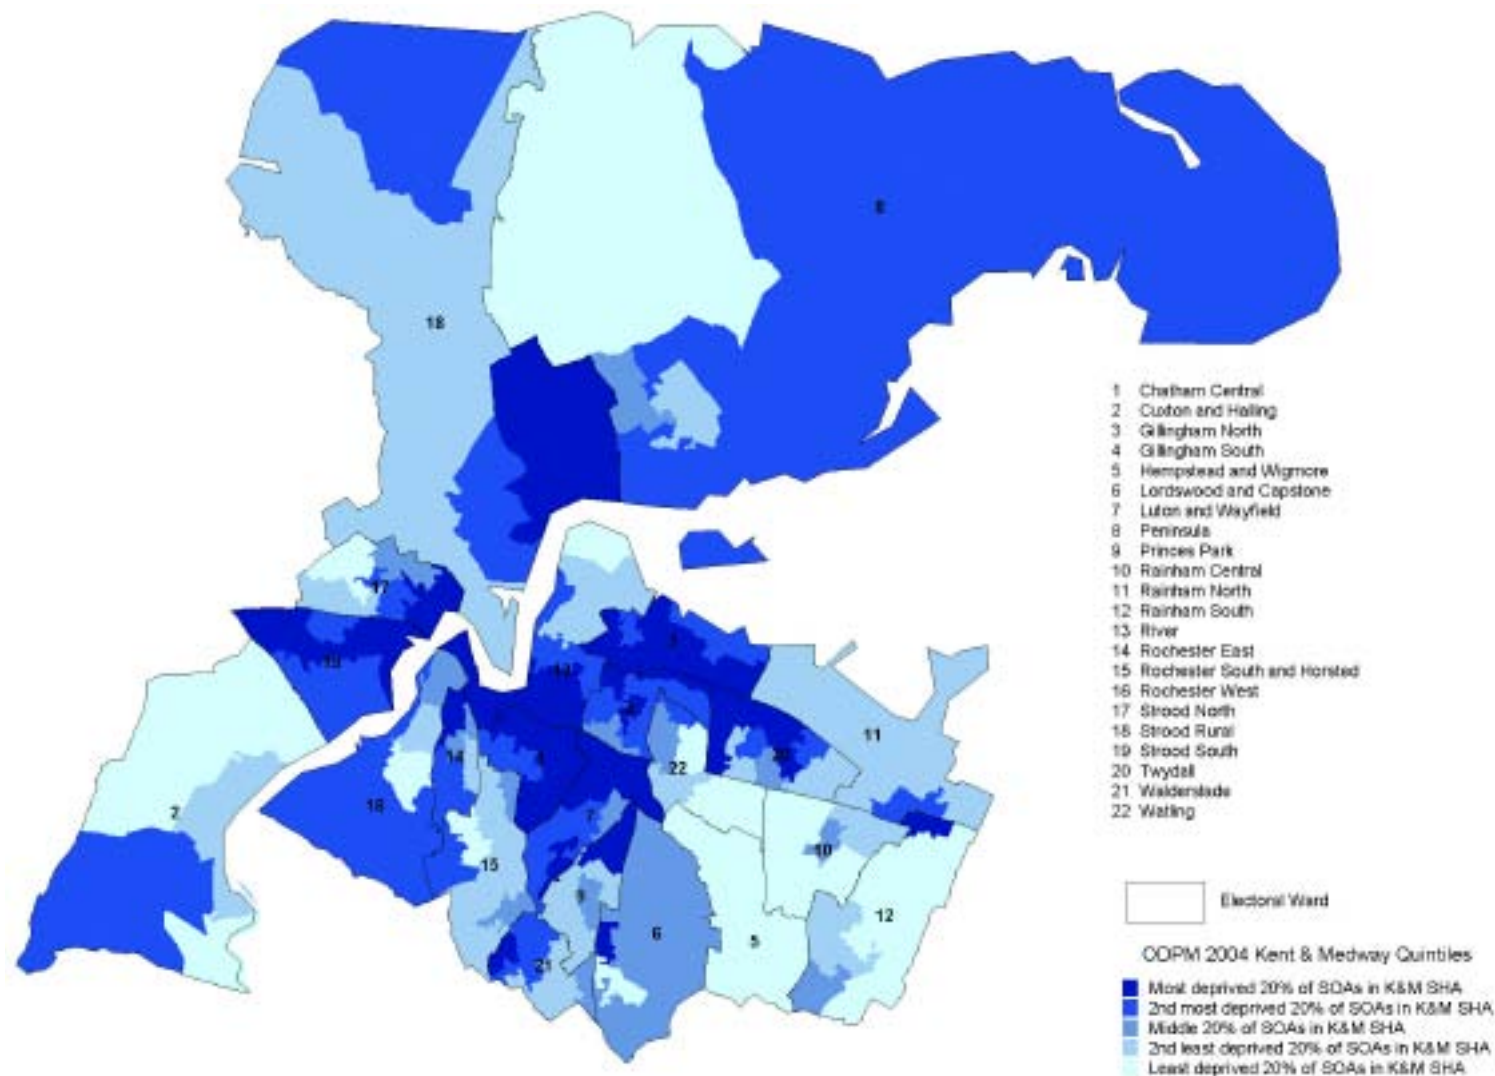 8
18
1 Chatham Central
2 Cuxton and Halling
3 Gillingham North
4 Gillingham South
5 Hempstead and Wigmore
6 Lordswood and Capstone
7 Luton and Wayfield
8 Peninsula
9 Princes Park
10 Rainham Central
11 Rainham North
12 Rainham South
13 River
14 Rochester East
15 Rochester South and Horsted
16 Rochester West
17 Strood North
18 Strood Rural
19 Strood South
20 Twydall
21 Walderslade
22 Watling
17
19
3
13
11
14
22
20
2
18
7
15
10
9
12
6
5
21
Electoral Ward
ODPM 2004 Kent & Medway Quintiles
Most deprived 20% of SOAs in K&M SHA
2nd most deprived 20% of SOAs in K&M SHA
Middle 20% of SOAs in K&M SHA
2nd least deprived 20% of SOAs in K&M SHA
Least deprived 20% of SOAs in K&M SHA